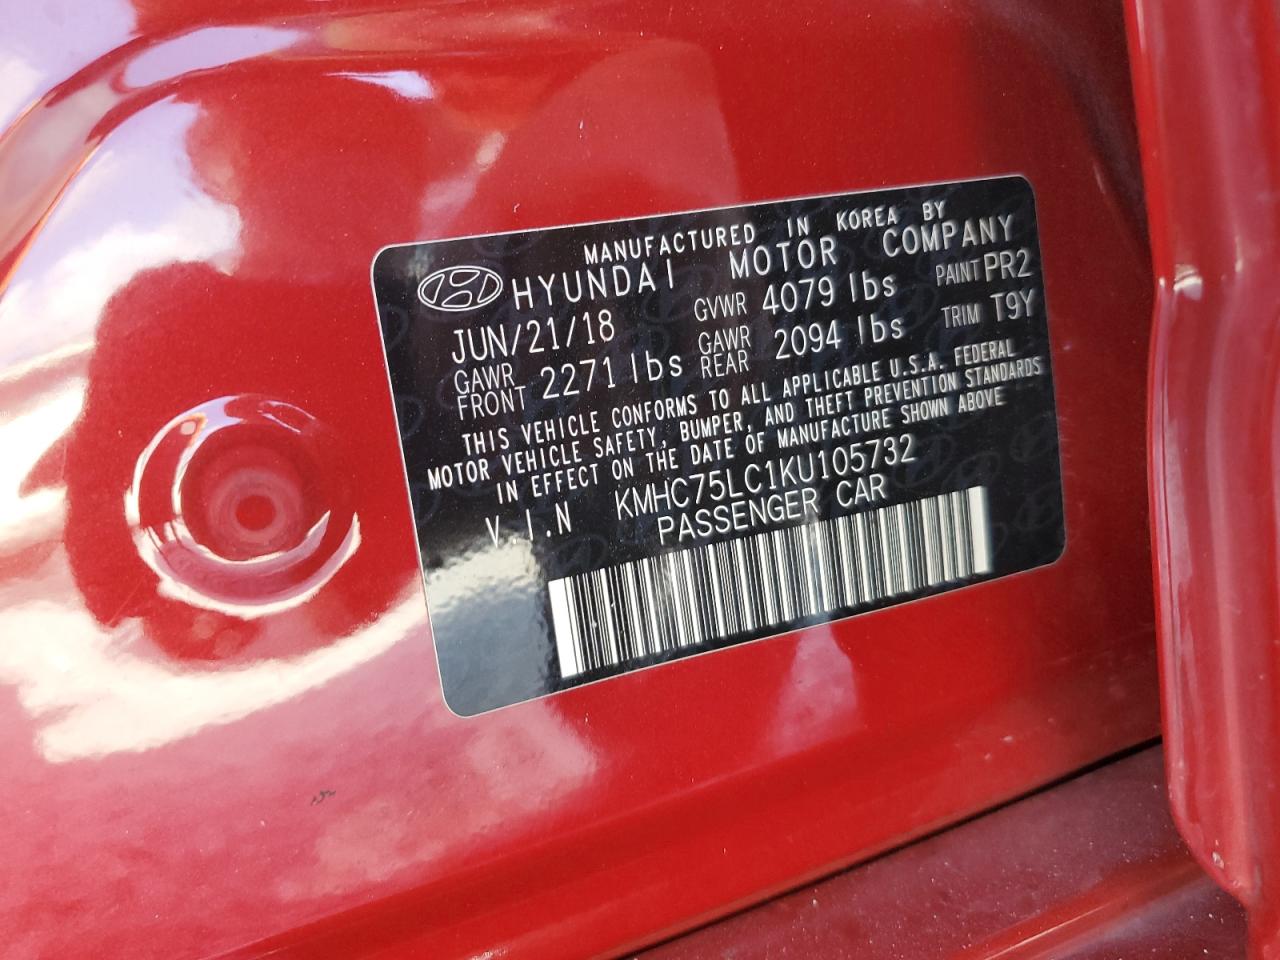 MANUFACTURED IN KOREA BY
HYUNDAI MOTOR COMPANY
JUN/21/18 GVWR 4079 lbs PAINT PR2
GAWR FRONT 2271 lbs GAWR REAR 2094 lbs TRIM T9Y
THIS VEHICLE CONFORMS TO ALL APPLICABLE U.S.A. FEDERAL
MOTOR VEHICLE SAFETY, BUMPER, AND THEFT PREVENTION STANDARDS
IN EFFECT ON THE DATE OF MANUFACTURE SHOWN ABOVE
V.I.N KMHC75LC1KU105732
PASSENGER CAR